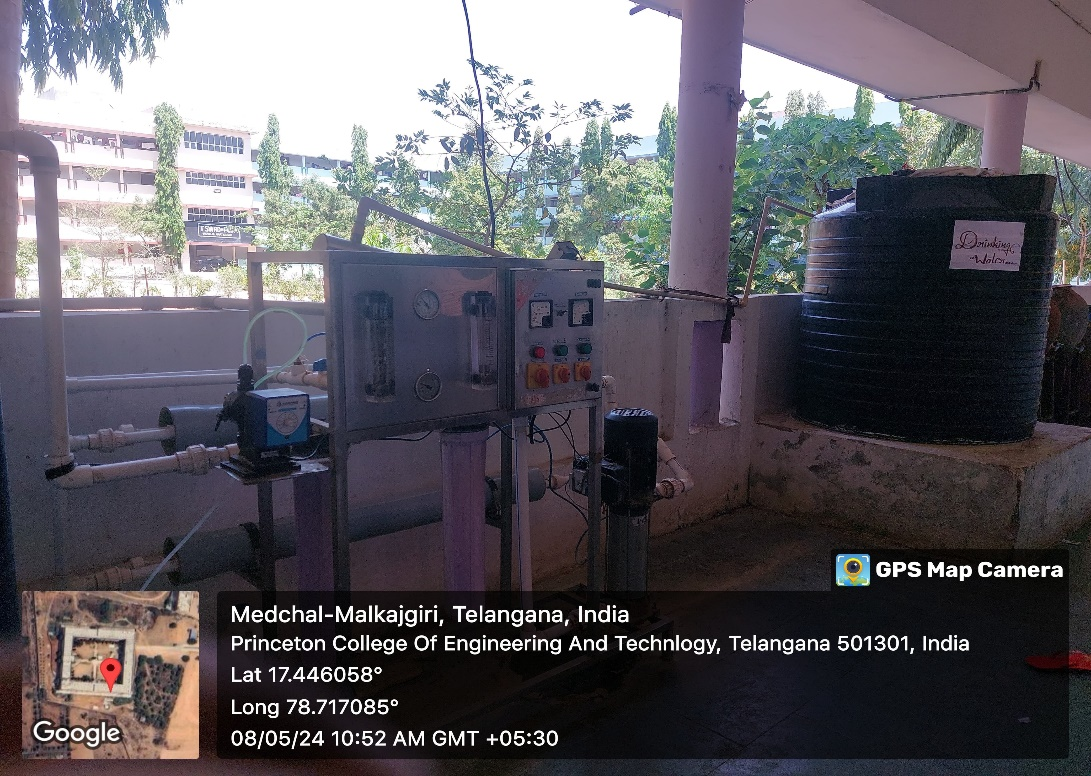 Drinking
Water
GPS Map Camera
Medchal-Malkajgiri, Telangana, India
Princeton College Of Engineering And Technlogy, Telangana 501301, India
Lat 17.446058°
Long 78.717085°
08/05/24 10:52 AM GMT +05:30
Google